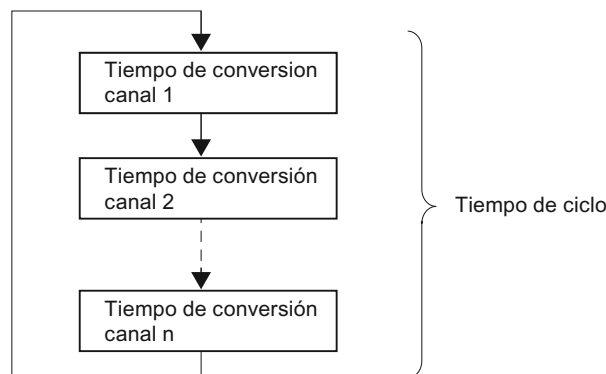 Tiempo de conversion
canal 1
Tiempo de conversión
canal 2
Tiempo de ciclo
Tiempo de conversión
canal n